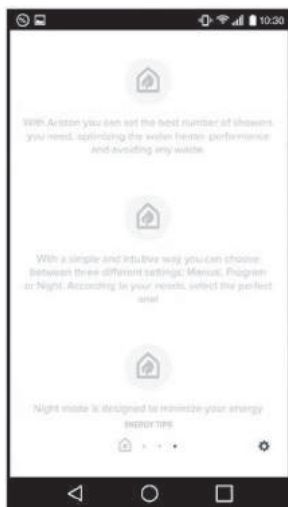 10:30
With Ariston you can set the best number of showers
you need, optimizing the water heater performance
and avoiding any waste.
With a simple and intuitive way you can choose
between three different settings: Manual, Program
or Night. According to your needs, select the perfect
one!
Night mode is designed to minimize your energy
ENERGY TIPS